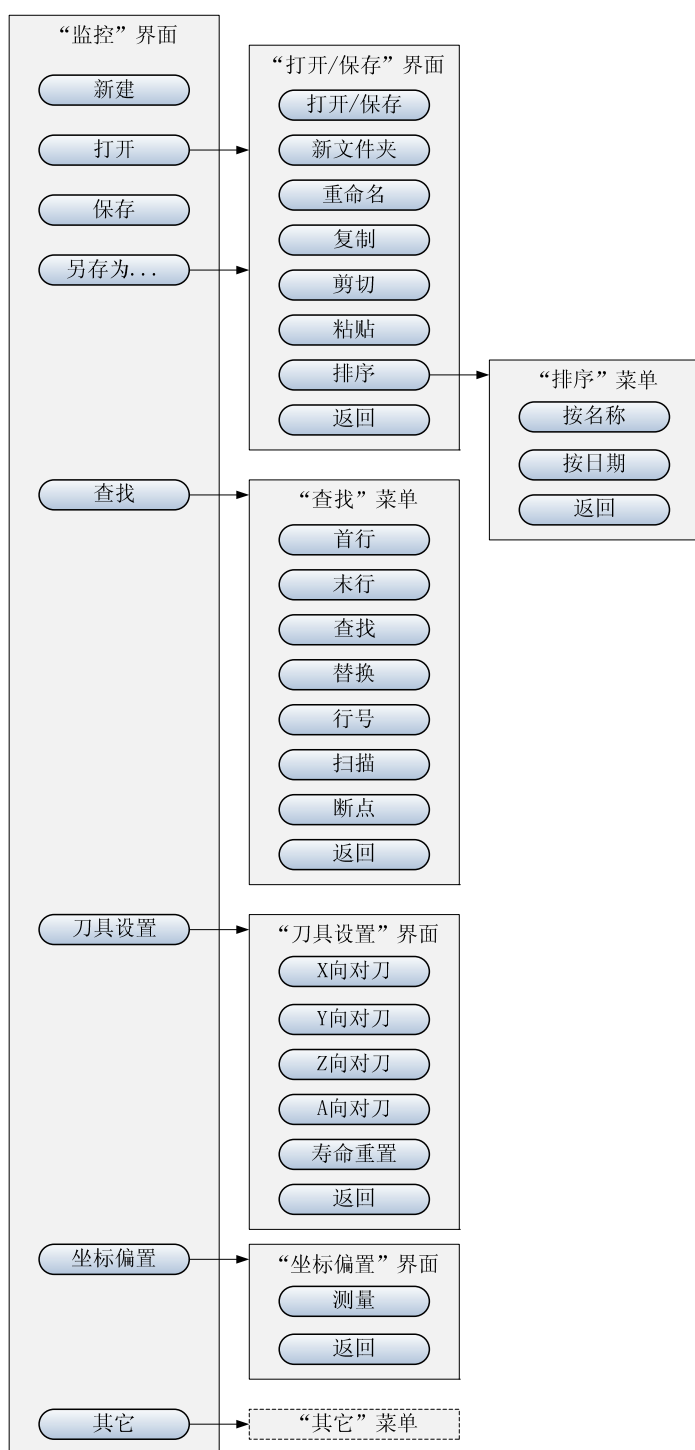 “监控”界面
新建
打开
保存
另存为...
查找
刀具设置
坐标偏置
其它
“打开/保存”界面
打开/保存
新文件夹
重命名
复制
剪切
粘贴
排序
返回
“排序”菜单
按名称
按日期
返回
“查找”菜单
首行
末行
查找
替换
行号
扫描
断点
返回
“刀具设置”界面
X向对刀
Y向对刀
Z向对刀
A向对刀
寿命重置
返回
“坐标偏置”界面
测量
返回
“其它”菜单